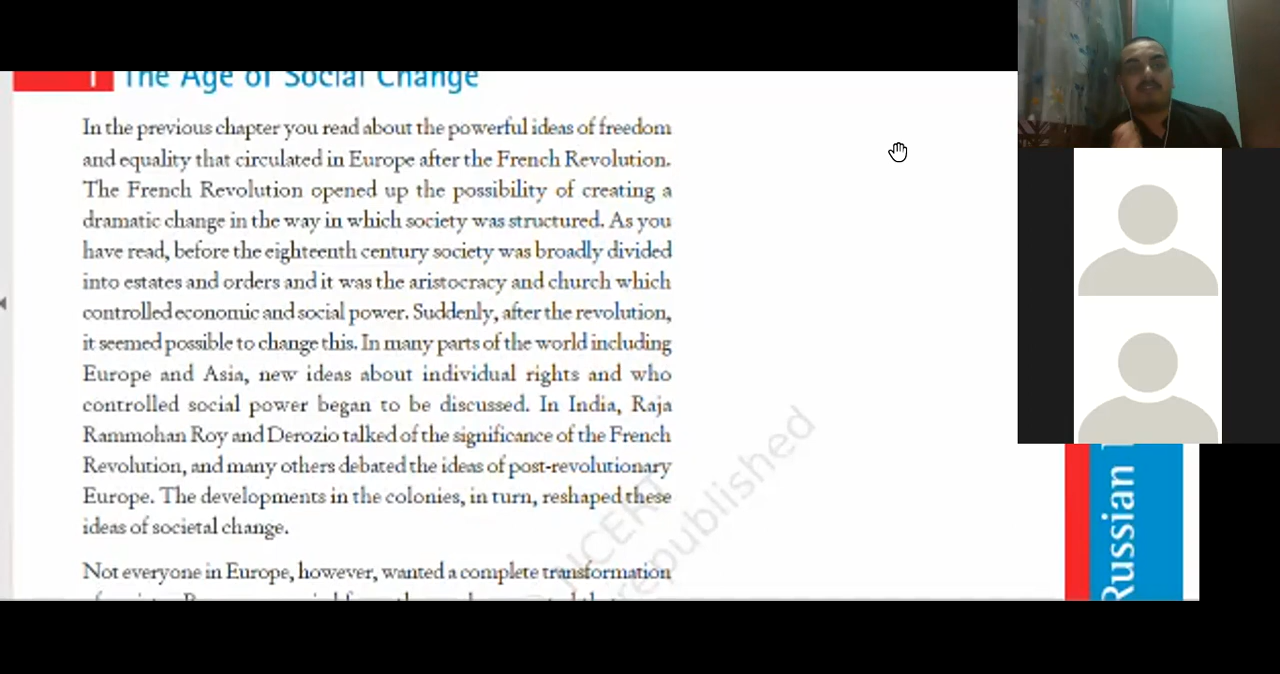 1 The Age of Social Change
In the previous chapter you read about the powerful ideas of freedom
and equality that circulated in Europe after the French Revolution.
The French Revolution opened up the possibility of creating a
dramatic change in the way in which society was structured. As you
have read, before the eighteenth century society was broadly divided
into estates and orders and it was the aristocracy and church which
controlled economic and social power. Suddenly, after the revolution,
it seemed possible to change this. In many parts of the world including
Europe and Asia, new ideas about individual rights and who
controlled social power began to be discussed. In India, Raja
Rammohan Roy and Derozio talked of the significance of the French
Revolution, and many others debated the ideas of post-revolutionary
Europe. The developments in the colonies, in turn, reshaped these
ideas of societal change.
Not everyone in Europe, however, wanted a complete transformation
NCERT
republished
Russian